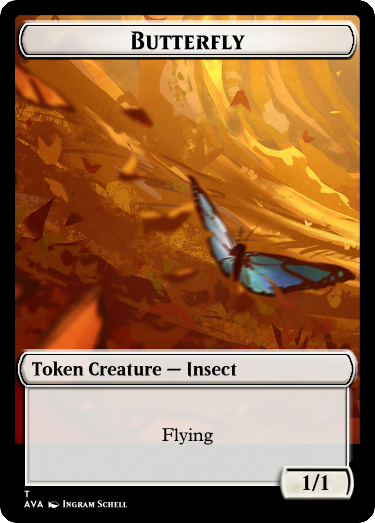 Butterfly
Token Creature — Insect
Flying
1/1
T
AVA Ingram Schell